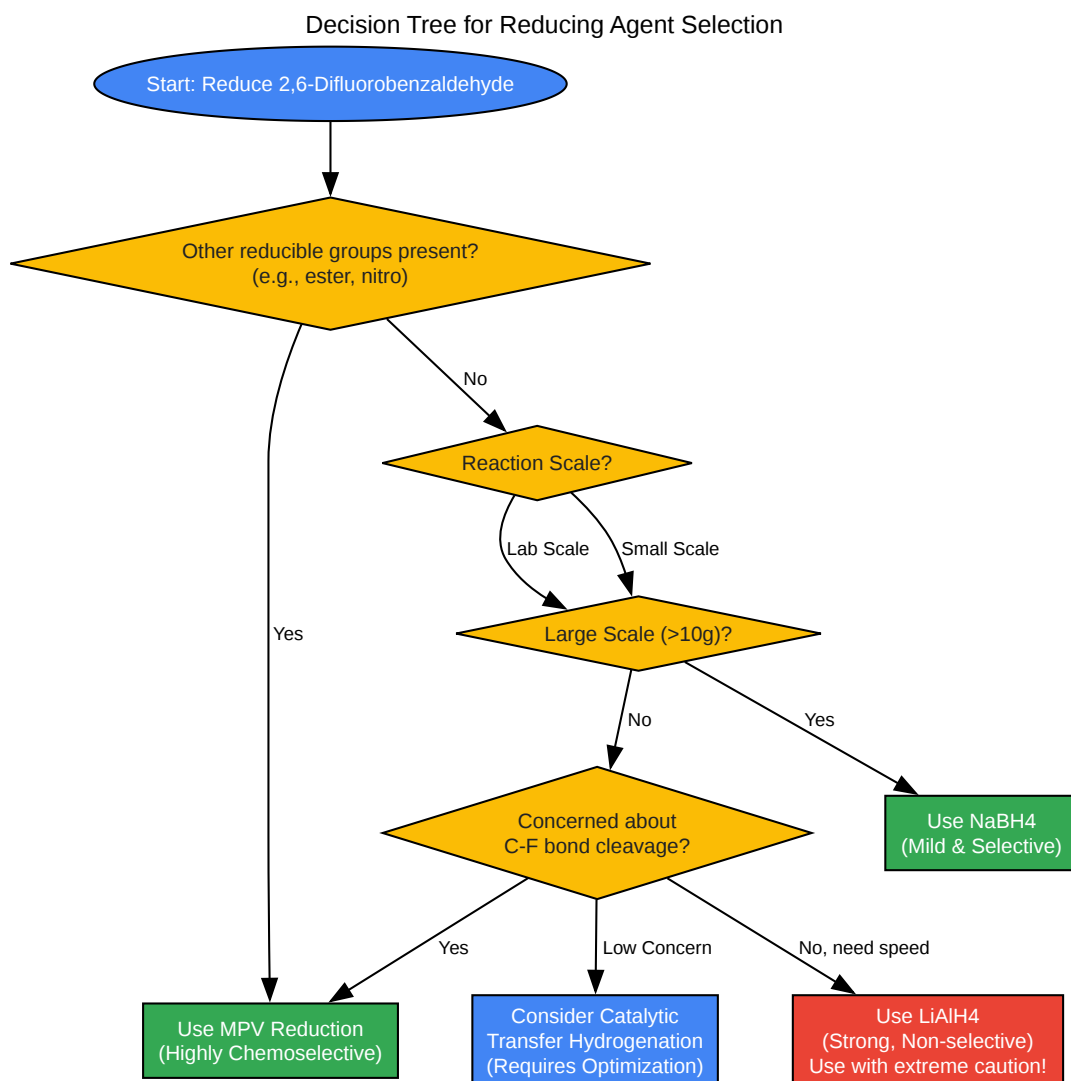 Decision Tree for Reducing Agent Selection
Start: Reduce 2,6-Difluorobenzaldehyde
Other reducible groups present?
(e.g., ester, nitro)
No
Reaction Scale?
Lab Scale
Small Scale
Yes
Large Scale (>10g)?
No
Yes
Concerned about
C-F bond cleavage?
Use NaBH4
(Mild & Selective)
Yes
Low Concern
No, need speed
Use MPV Reduction
(Highly Chemoselective)
Consider Catalytic
Transfer Hydrogenation
(Requires Optimization)
Use LiAlH4
(Strong, Non-selective)
Use with extreme caution!